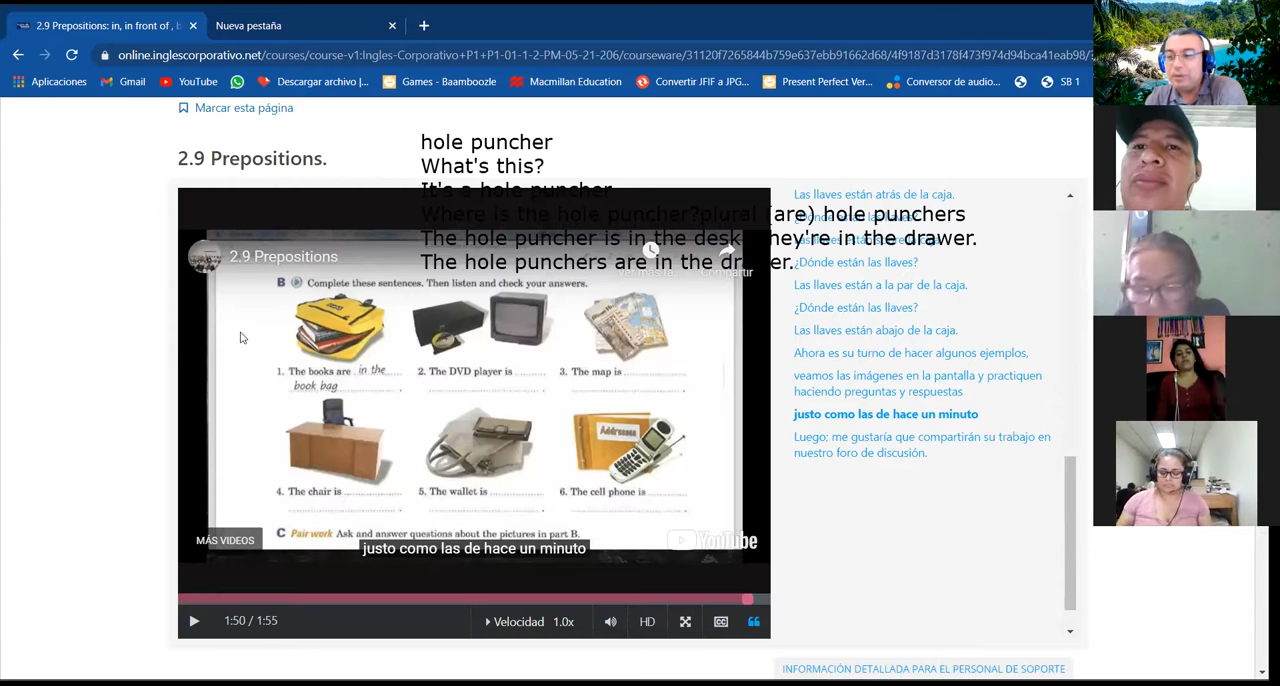 2.9 Prepositions: in, in front of , b
Nueva pestaña
online.inglescorporativo.net/courses/course-v1:Ingles-Corporativo+P1+P1-01-1-2-PM-05-21-206/courseware/31120f7265844b759e637ebb91662d68/4f9187d3178f473f974d94bca41eab98/
Aplicaciones
Gmail
YouTube
Descargar archivo |...
Games - Baamboozle
Macmillan Education
Convertir JFIF a JPG...
Present Perfect Ver...
Conversor de audio...
SB 1
Marcar esta página
hole puncher
What's this?
It's a hole puncher
Where is the hole puncher?plural (are) hole punchers
The hole puncher is in the desk. They're in the drawer.
The hole punchers are in the drawer.
2.9 Prepositions.
2.9 Prepositions
Compartir
B Complete these sentences. Then listen and check your answers.
1. The books are in the
book bag
2. The DVD player is
3. The map is
Addresses
4. The chair is
5. The wallet is
6. The cell phone is
C Pair work Ask and answer questions about the pictures in part B.
MÁS VIDEOS
YouTube
justo como las de hace un minuto
1:50 / 1:55
Velocidad 1.0x
HD
CC
Las llaves están atrás de la caja.
¿Dónde están las llaves?
Las llaves están a la par de la caja.
¿Dónde están las llaves?
Las llaves están abajo de la caja.
Ahora es su turno de hacer algunos ejemplos,
veamos las imágenes en la pantalla y practiquen
haciendo preguntas y respuestas
justo como las de hace un minuto
Luego; me gustaría que compartirán su trabajo en
nuestro foro de discusión.
INFORMACIÓN DETALLADA PARA EL PERSONAL DE SOPORTE